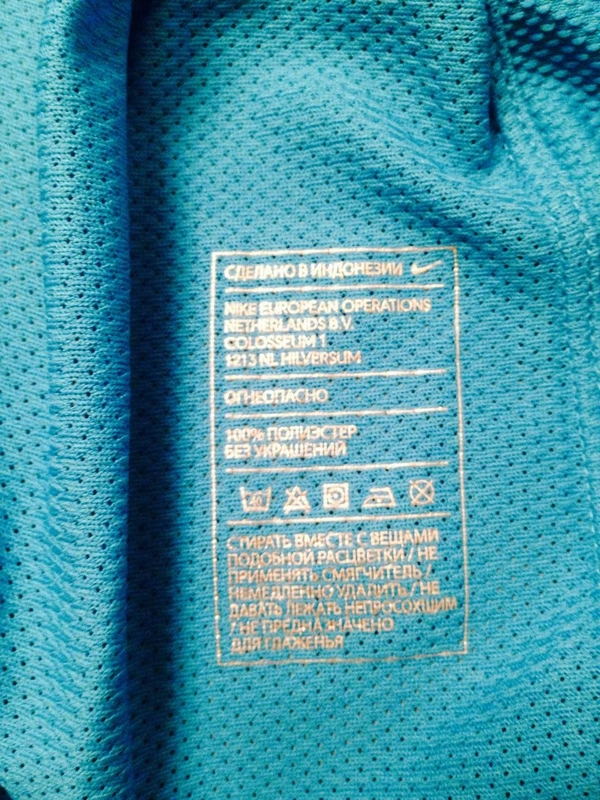 СДЕЛАНО В ИНДОНЕЗИИ
NIKE EUROPEAN OPERATIONS
NETHERLANDS B.V.
COLOSSEUM 1
1213 NL HILVERSUM
ОГНЕОПАСНО
100% ПОЛИЭСТЕР
БЕЗ УКРАШЕНИЙ
СТИРАТЬ ВМЕСТЕ С ВЕЩАМИ
ПОДОБНОЙ РАСЦВЕТКИ / НЕ
ПРИМЕНЯТЬ СМЯГЧИТЕЛЬ /
НЕМЕДЛЕННО УДАЛИТЬ / НЕ
ДАВАТЬ ЛЕЖАТЬ НЕПРОСОХШИМ
/ НЕ ПРЕДНАЗНАЧЕНО
ДЛЯ ГЛАЖЕНЬЯ